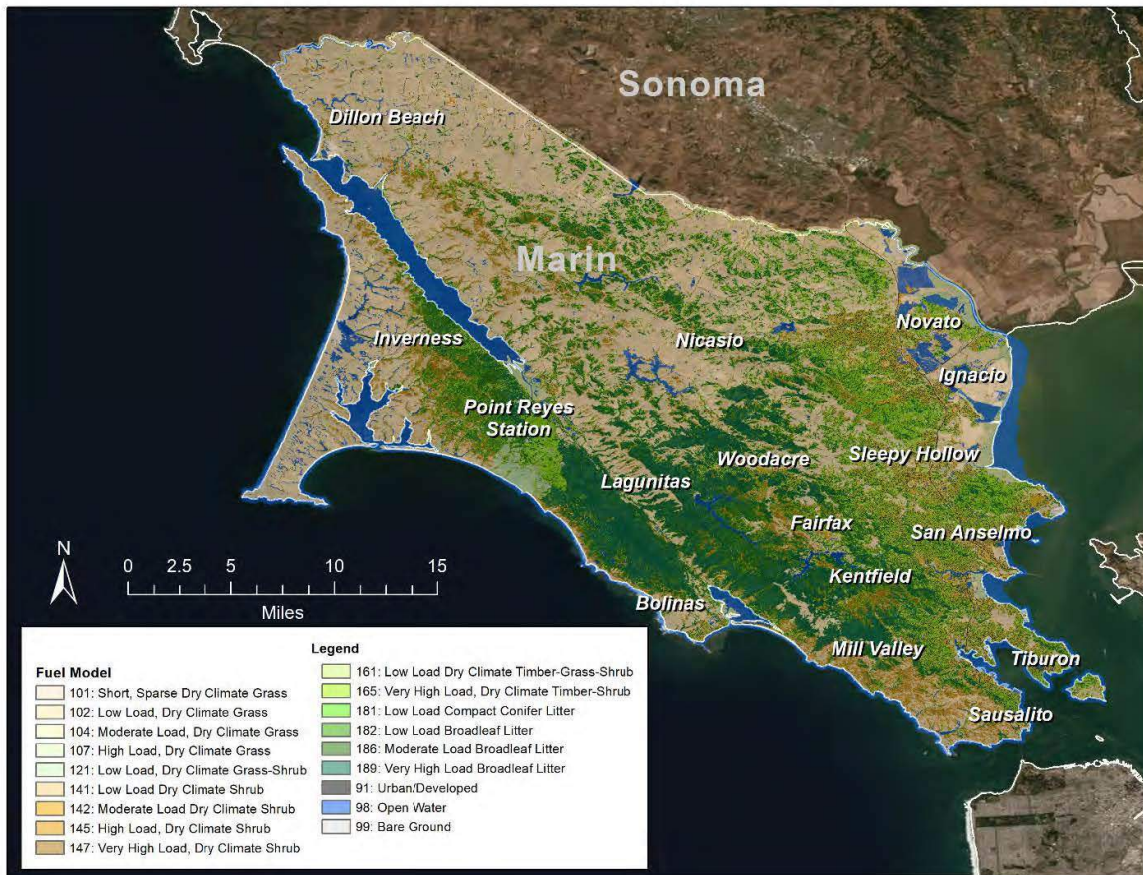 Sonoma
Dillon Beach
Marin
Novato
Inverness
Nicasio
Ignacio
Point Reyes
Station
Sleepy Hollow
Woodacre
Lagunitas
Fairfax
San Anselmo
N
0 2.5 5 10 15
Miles
Kentfield
Bolinas
Mill Valley
Tiburon
Sausalito
Legend
Fuel Model
101: Short, Sparse Dry Climate Grass
102: Low Load, Dry Climate Grass
104: Moderate Load, Dry Climate Grass
107: High Load, Dry Climate Grass
121: Low Load, Dry Climate Grass-Shrub
141: Low Load Dry Climate Shrub
142: Moderate Load Dry Climate Shrub
145: High Load, Dry Climate Shrub
147: Very High Load, Dry Climate Shrub
161: Low Load Dry Climate Timber-Grass-Shrub
165: Very High Load, Dry Climate Timber-Shrub
181: Low Load Compact Conifer Litter
182: Low Load Broadleaf Litter
186: Moderate Load Broadleaf Litter
189: Very High Load Broadleaf Litter
91: Urban/Developed
98: Open Water
99: Bare Ground